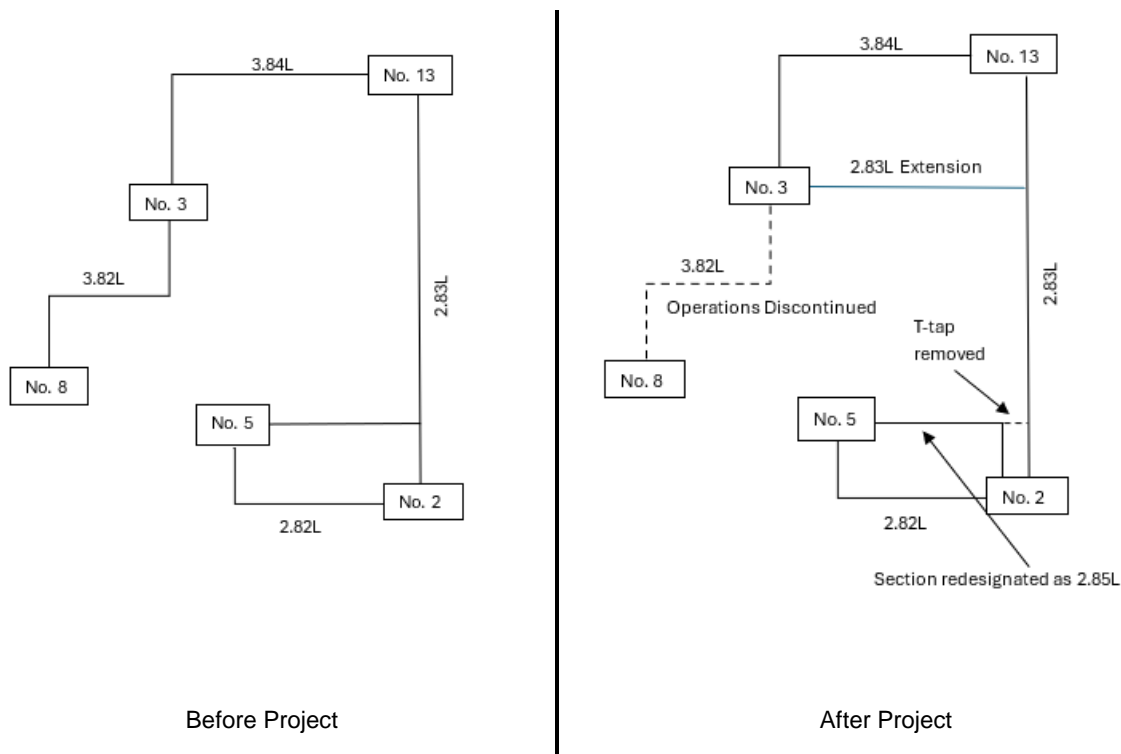 3.84L
No. 13
No. 3
3.82L
2.83L
No. 8
No. 5
No. 2
2.82L
Before Project
3.84L
No. 13
2.83L Extension
No. 3
3.82L
2.83L
Operations Discontinued
T-tap
removed
No. 8
No. 5
No. 2
2.82L
Section redesignated as 2.85L
After Project